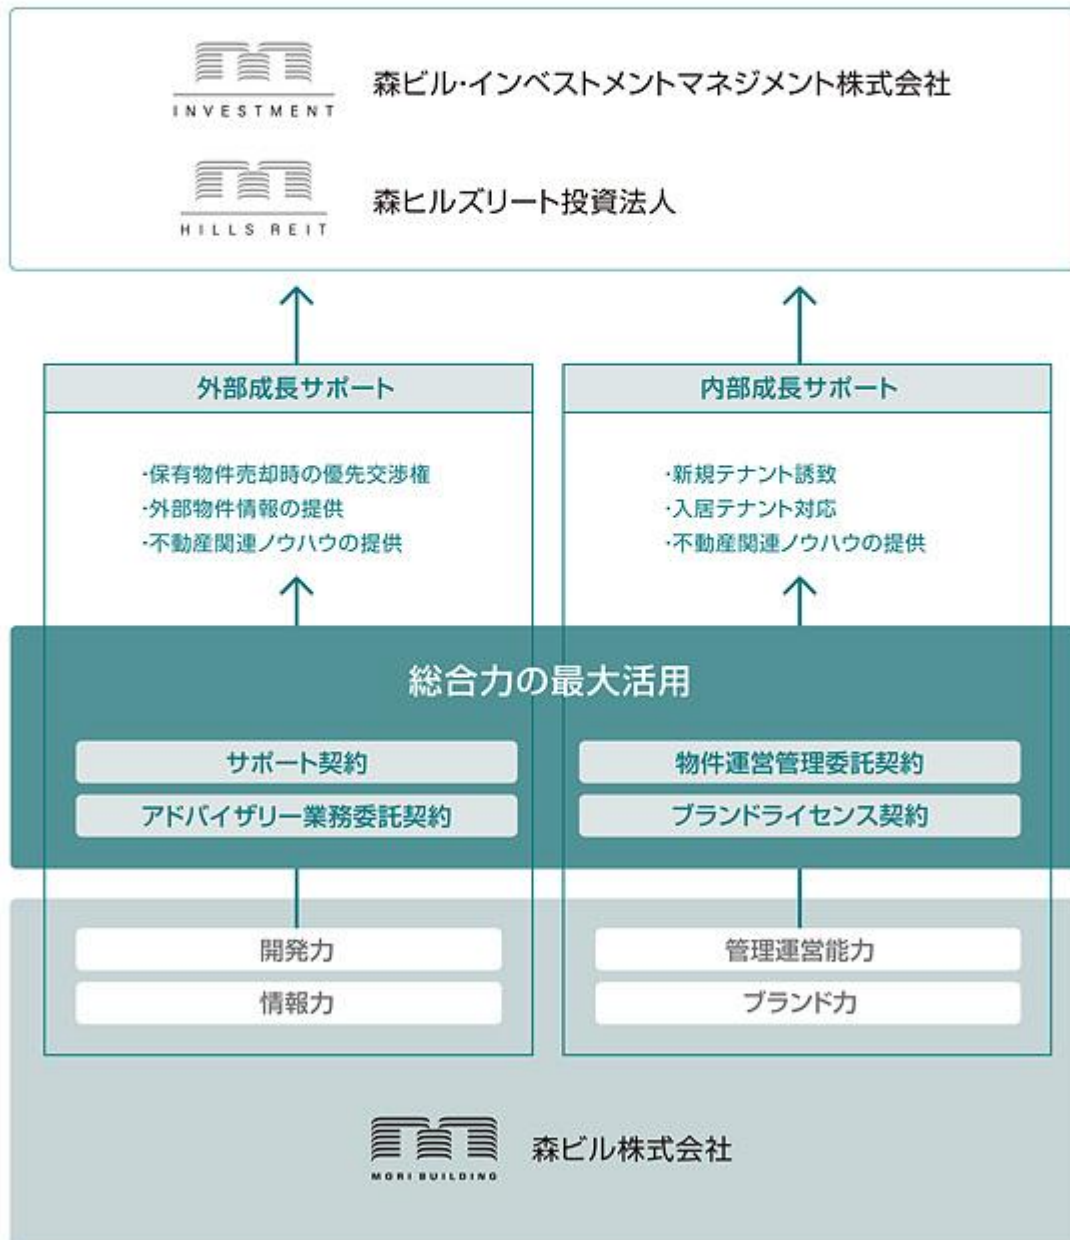 INVESTMENT
森ビル・インベストメントマネジメント株式会社
HILLS REIT
森ヒルズリート投資法人
外部成長サポート
・保有物件売却時の優先交渉権
・外部物件情報の提供
・不動産関連ノウハウの提供
内部成長サポート
・新規テナント誘致
・入居テナント対応
・不動産関連ノウハウの提供
総合力の最大活用
サポート契約
アドバイザリー業務委託契約
物件運営管理委託契約
ブランドライセンス契約
開発力
情報力
管理運営能力
ブランド力
MORI BUILDING
森ビル株式会社